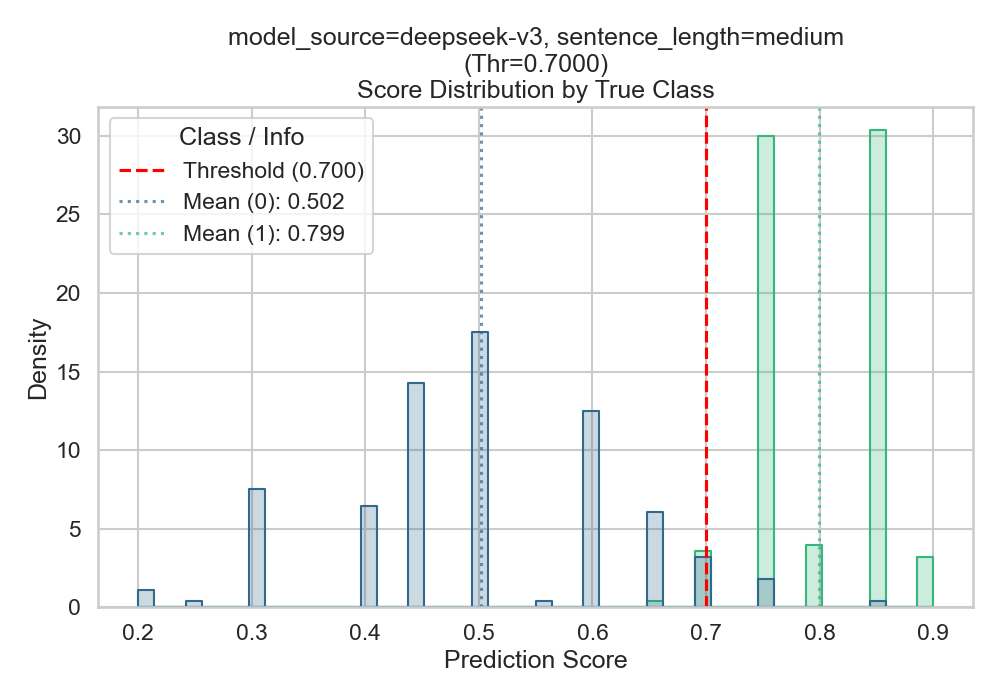 model_source=deepseek-v3, sentence_length=medium
(Thr=0.7000)
Score Distribution by True Class
Class / Info
Threshold (0.700)
Mean (0): 0.502
Mean (1): 0.799
Density
30
25
20
15
10
5
0
0.2 0.3 0.4 0.5 0.6 0.7 0.8 0.9
Prediction Score